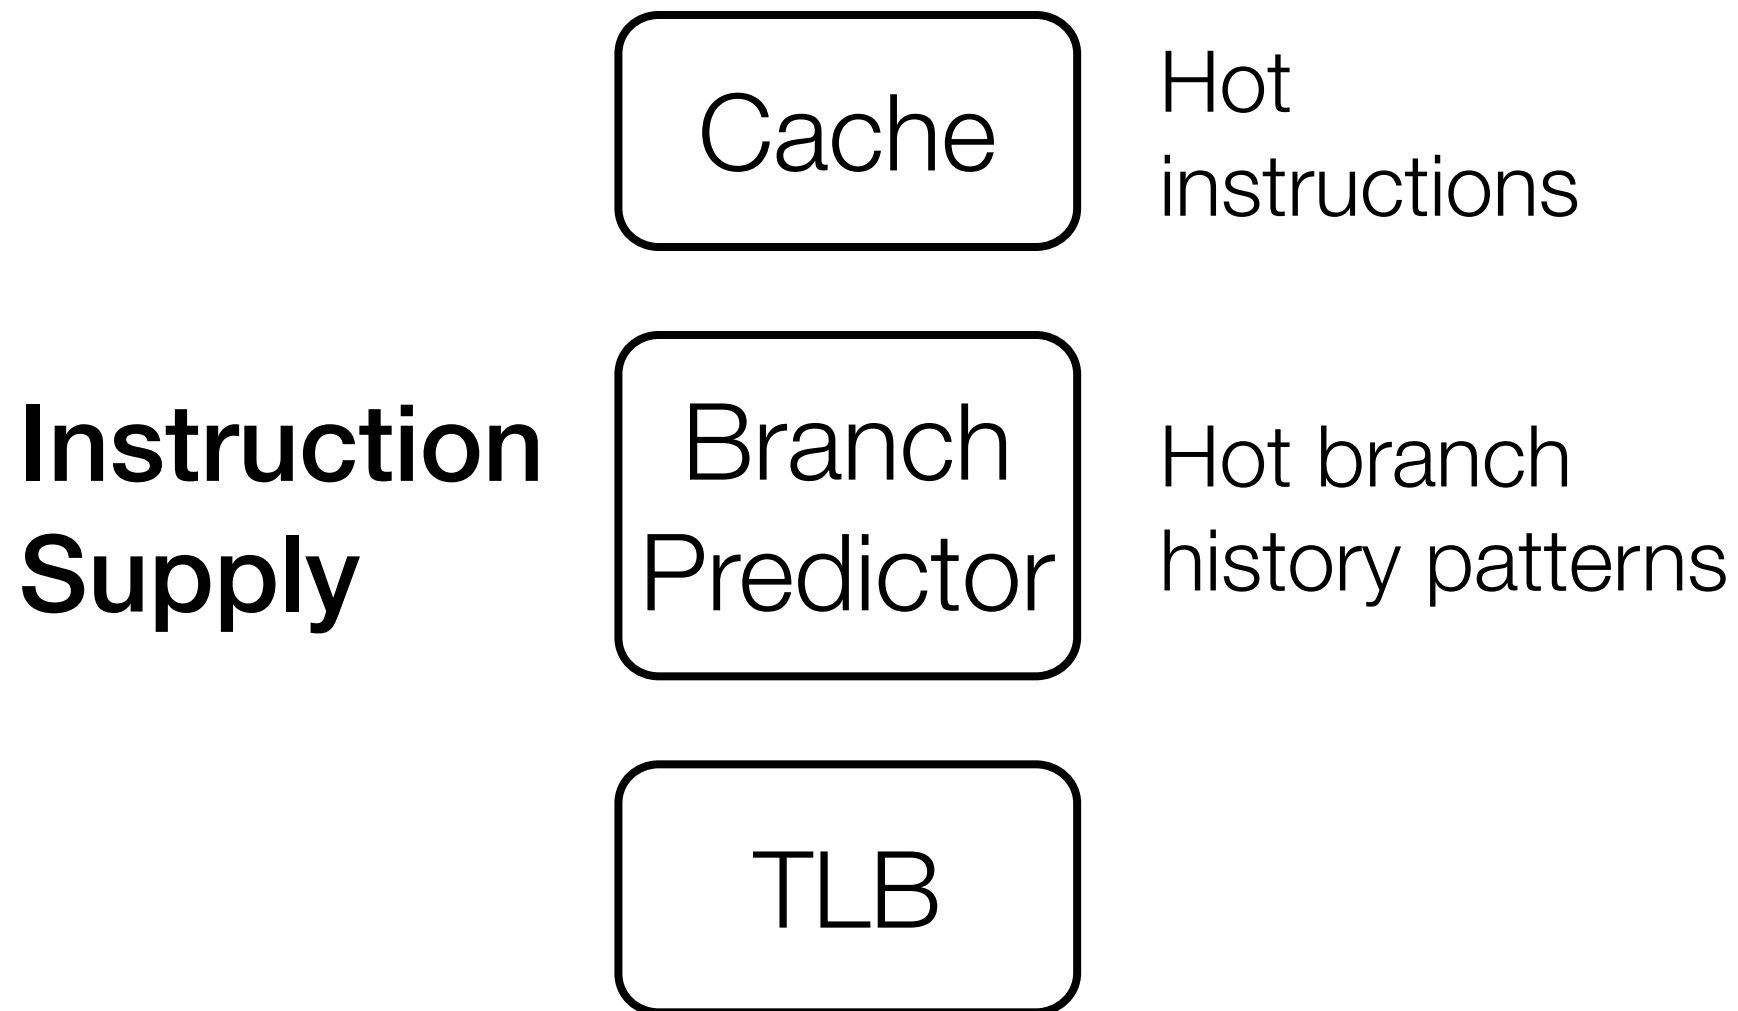 Cache
Hot
instructions
Instruction
Supply
Branch
Predictor
Hot branch
history patterns
TLB